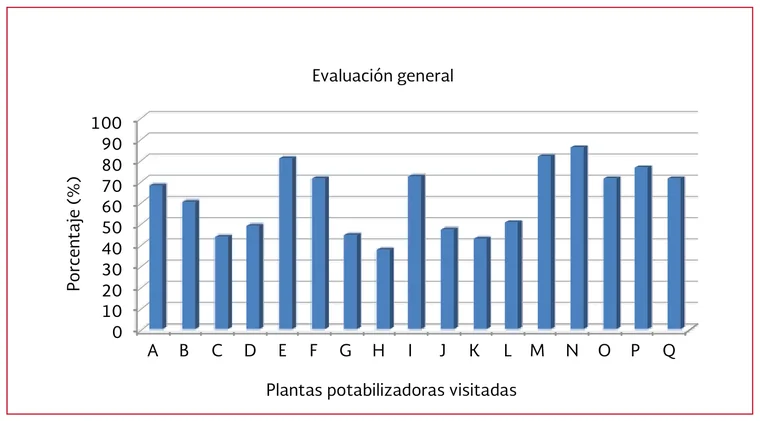 Evaluación general
Porcentaje (%)
100
90
80
70
60
50
40
30
20
10
0
A B C D E F G H I J K L M N O P Q
Plantas potabilizadoras visitadas